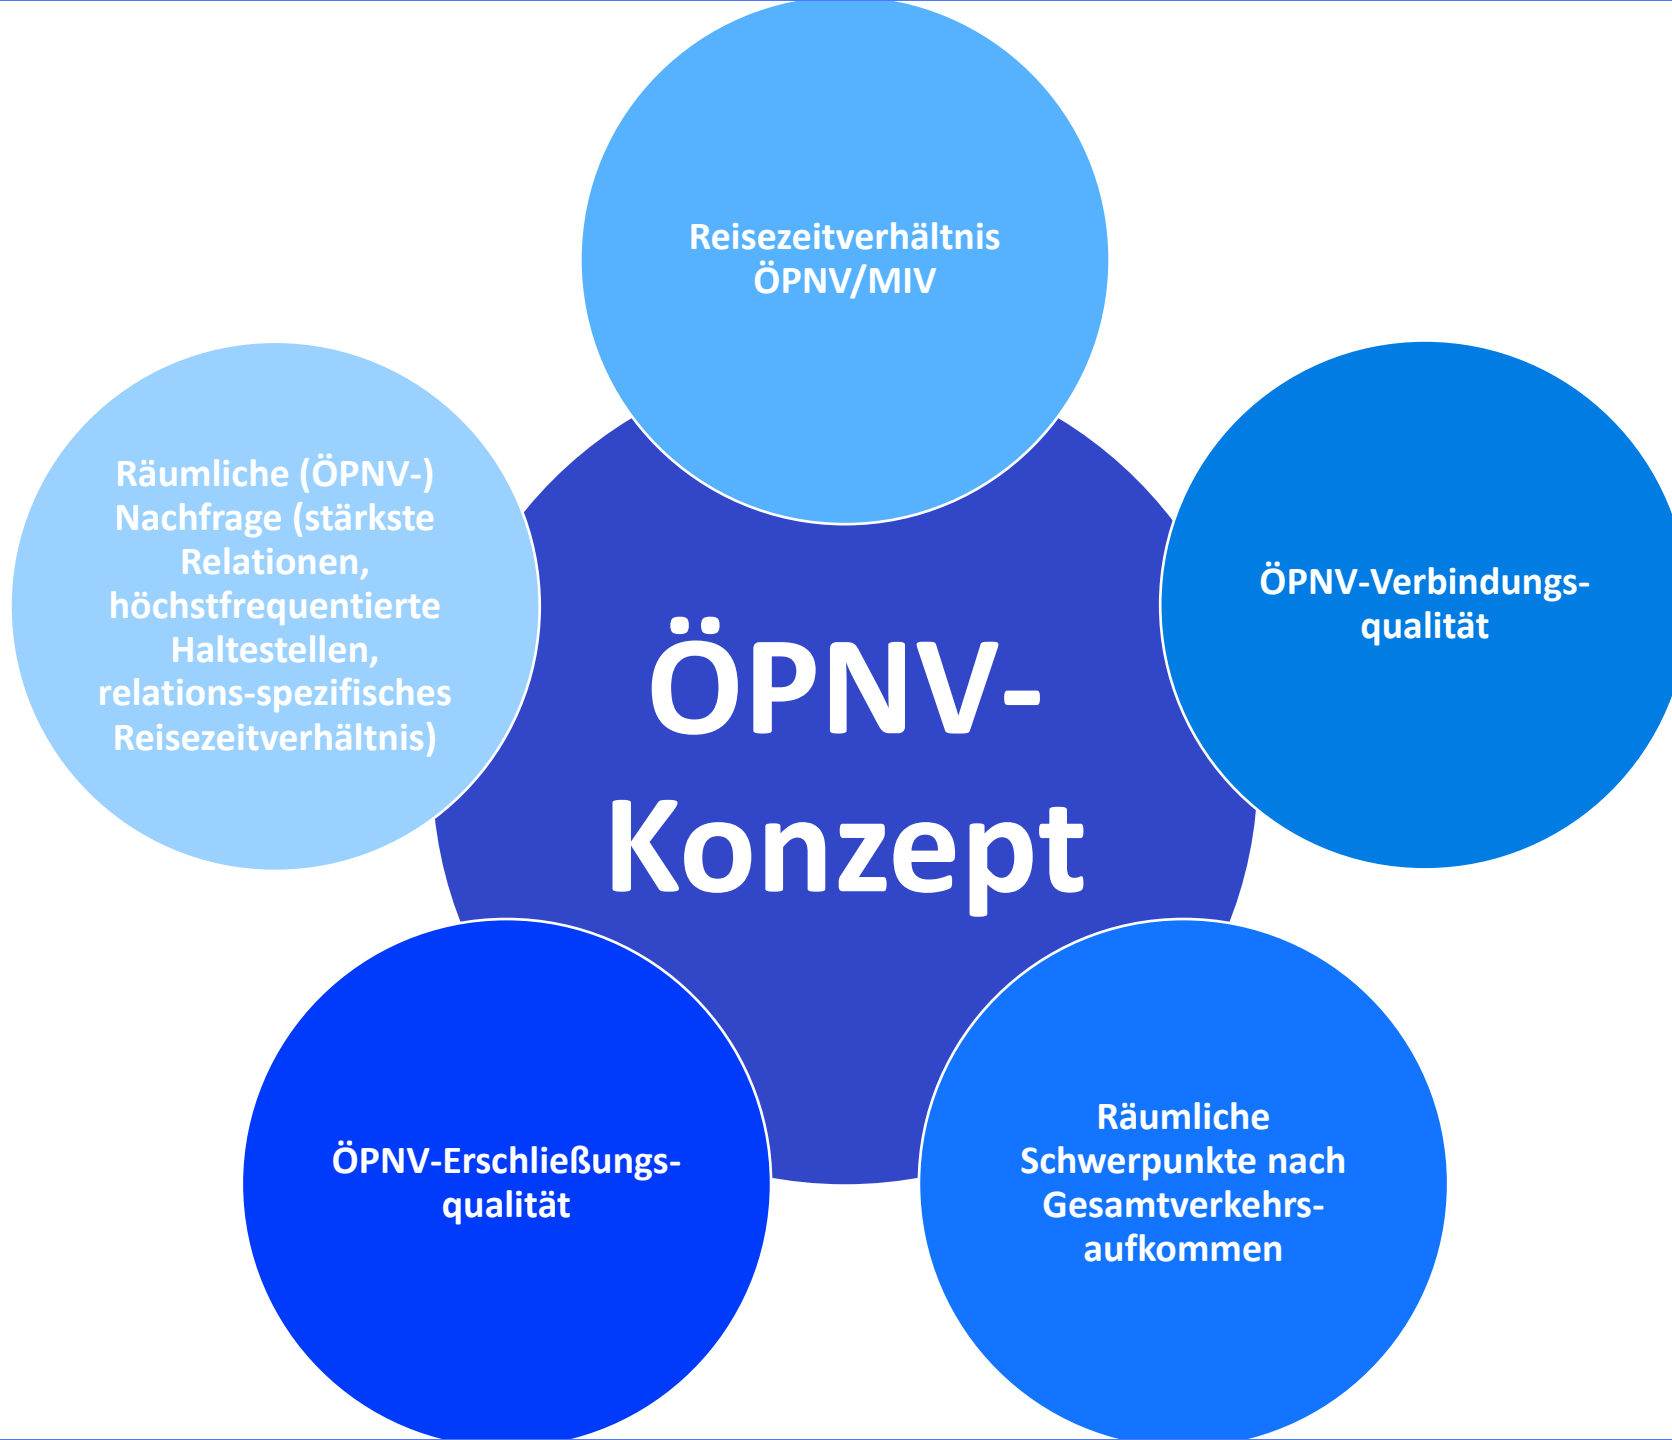 Reisezeitverhältnis
ÖPNV/MIV
Räumliche (ÖPNV-)
Nachfrage (stärkste
Relationen,
höchstfrequentierte
Haltestellen,
relations-spezifisches
Reisezeitverhältnis)
ÖPNV-Verbindungs-
qualität
ÖPNV-
Konzept
ÖPNV-Erschließungs-
qualität
Räumliche
Schwerpunkte nach
Gesamtverkehrs-
aufkommen